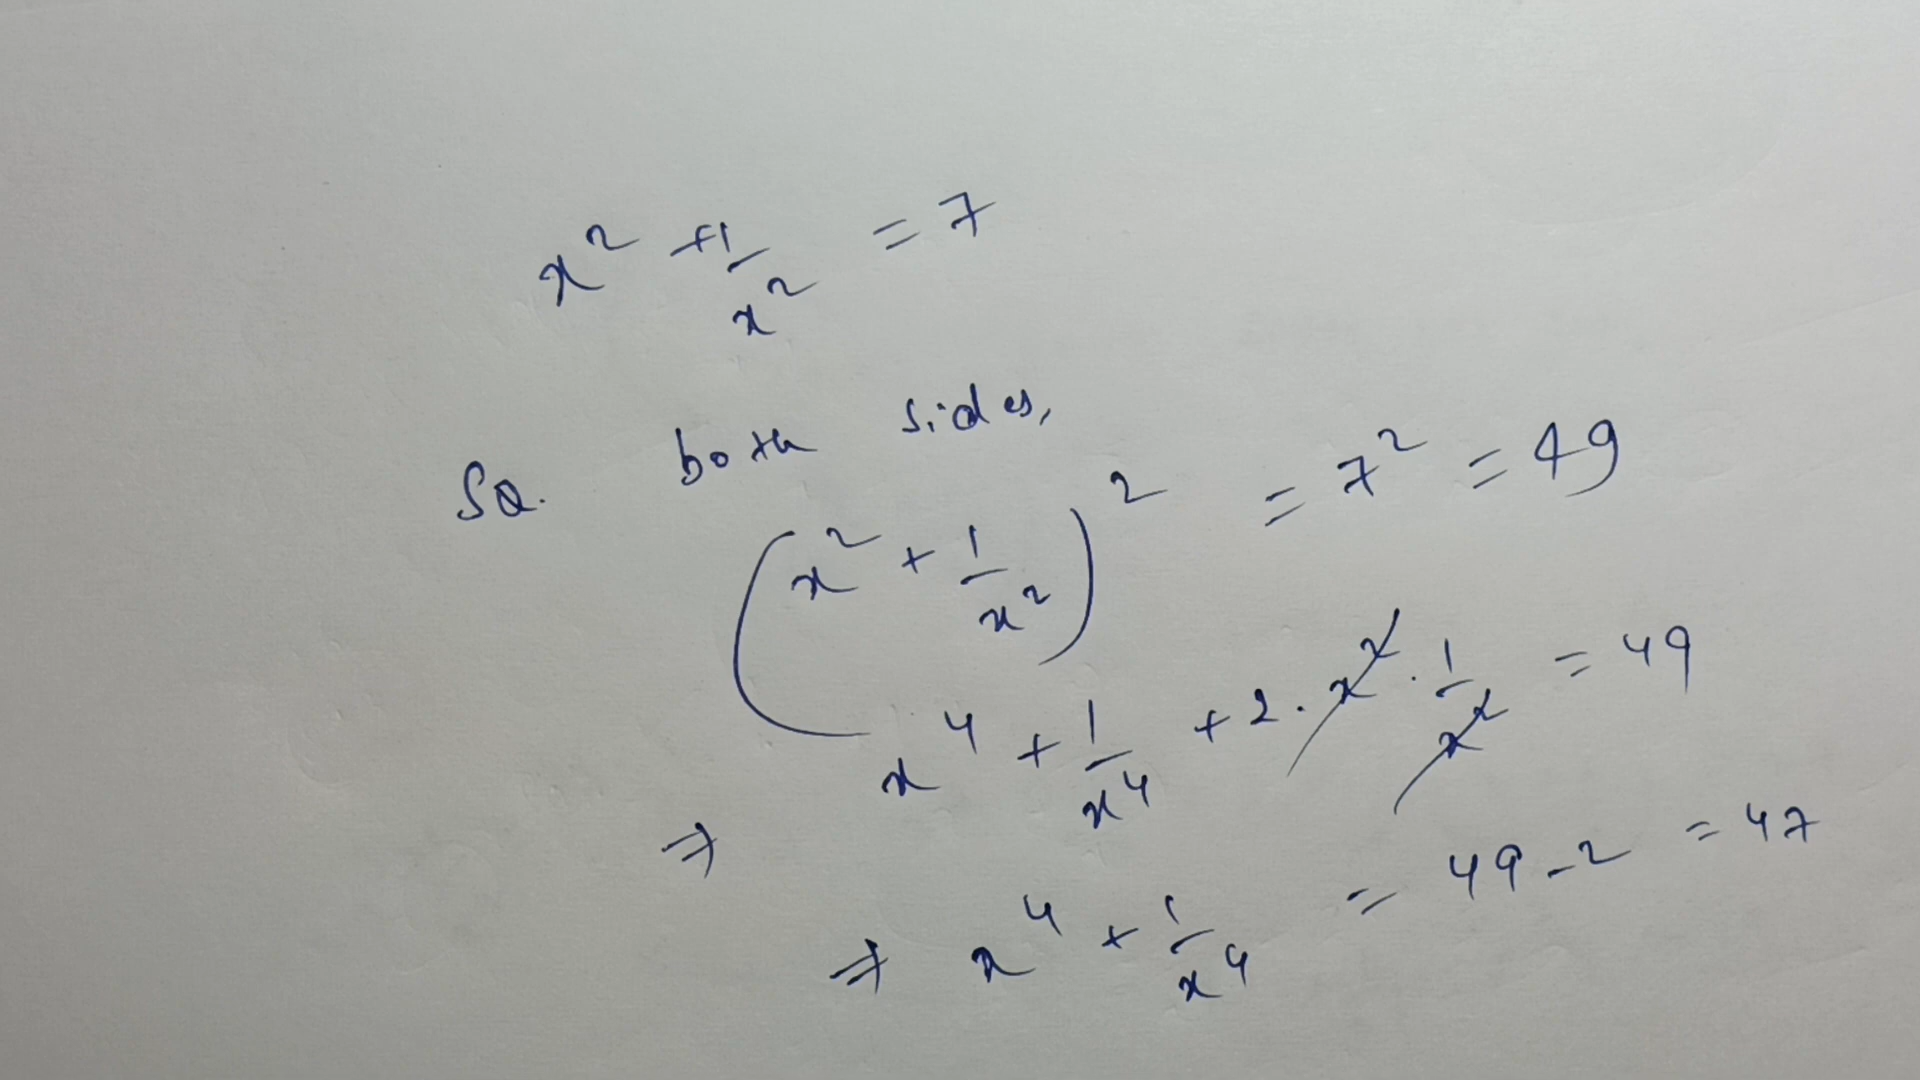 x² + 1/x² = 7
SQ. both sides,
(x² + 1/x²)² = 7² = 49
⇒ x⁴ + 1/x⁴ + 2 · x² · 1/x² = 49
⇒ x⁴ + 1/x⁴ = 49 - 2 = 47